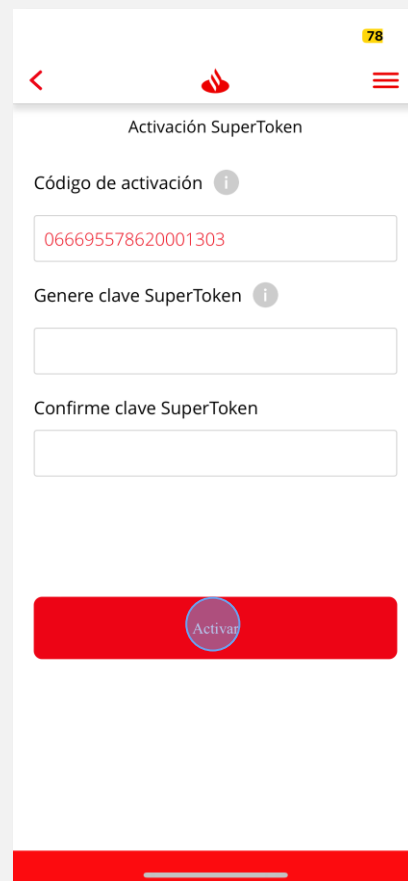 78
Activación SuperToken
Código de activación i
066695578620001303
Genere clave SuperToken i
Confirme clave SuperToken
Activar